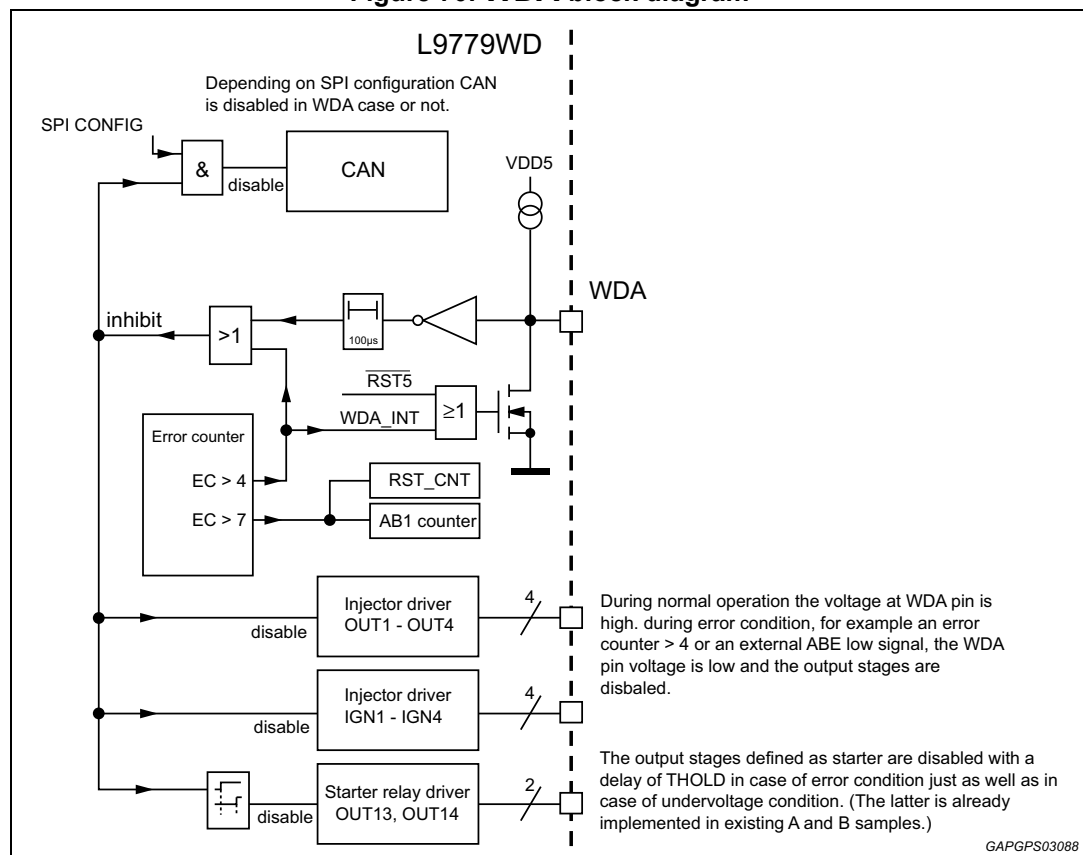 Figure WDA block diagram
L9779WD
Depending on SPI configuration CAN
is disabled in WDA case or not.
SPI CONFIG
&
disable
CAN
VDD5
WDA
inhibit
>1
100µs
RST5
WDA_INT
≥1
Error counter
EC > 4
EC > 7
RST_CNT
AB1 counter
disable
Injector driver
OUT1 - OUT4
4
During normal operation the voltage at WDA pin is
high. during error condition, for example an error
counter > 4 or an external ABE low signal, the WDA
pin voltage is low and the output stages are
disbaled.
disable
Injector driver
IGN1 - IGN4
4
disable
Starter relay driver
OUT13, OUT14
2
The output stages defined as starter are disabled with a
delay of THOLD in case of error condition just as well as in
case of undervoltage condition. (The latter is already
implemented in existing A and B samples.)
GAPGPS03088